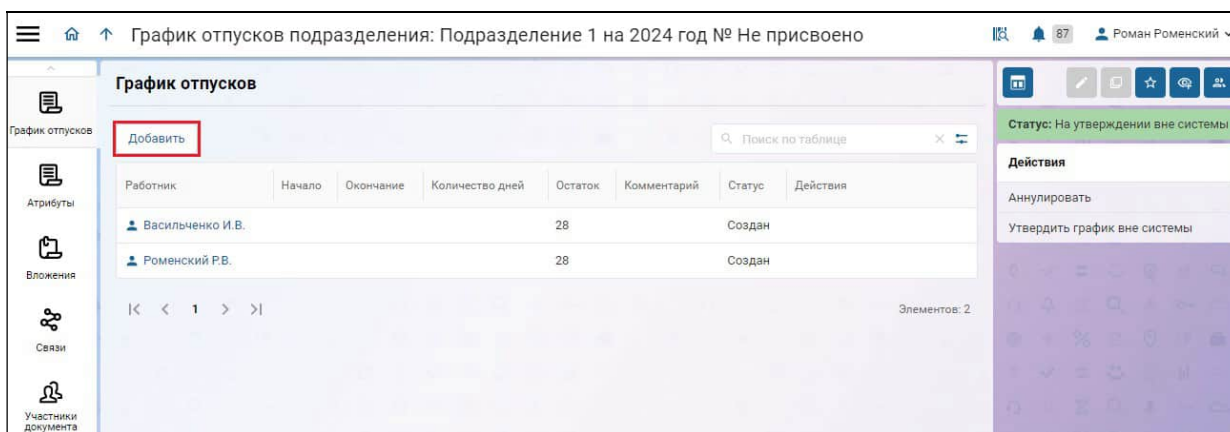 График отпусков подразделения: Подразделение 1 на 2024 год № Не присвоено
87
Роман Роменский
График отпусков
Атрибуты
Вложения
Связи
Участники
документа
График отпусков
Добавить
Поиск по таблице
Работник Начало Окончание Количество дней Остаток Комментарий Статус Действия
Васильченко И.В. 28 Создан
Роменский Р.В. 28 Создан
1
Элементов: 2
Статус: На утверждении вне системы
Действия
Аннулировать
Утвердить график вне системы